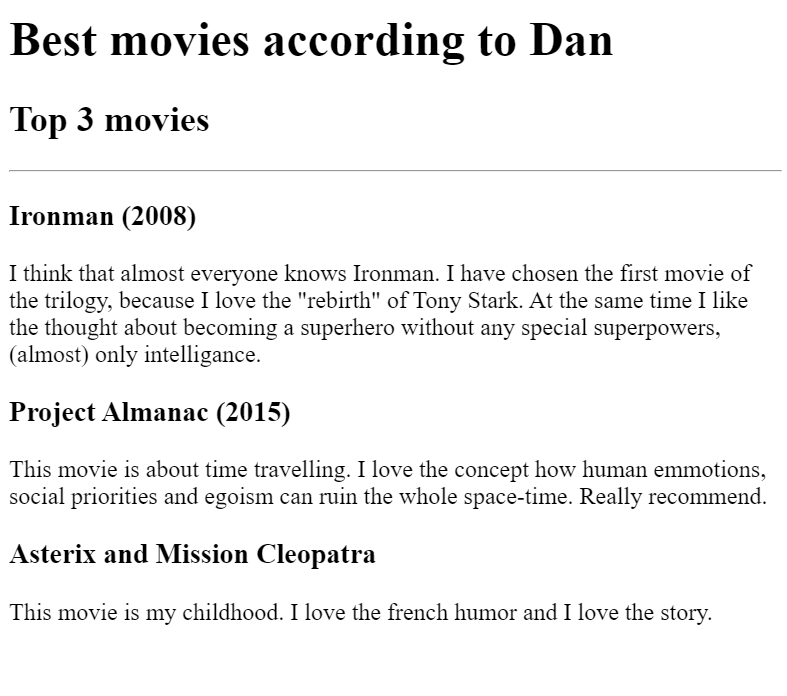 Best movies according to Dan
Top 3 movies
Ironman (2008)
I think that almost everyone knows Ironman. I have chosen the first movie of
the trilogy, because I love the "rebirth" of Tony Stark. At the same time I like
the thought about becoming a superhero without any special superpowers,
(almost) only intelligance.
Project Almanac (2015)
This movie is about time travelling. I love the concept how human emmotions,
social priorities and egoism can ruin the whole space-time. Really recommend.
Asterix and Mission Cleopatra
This movie is my childhood. I love the french humor and I love the story.